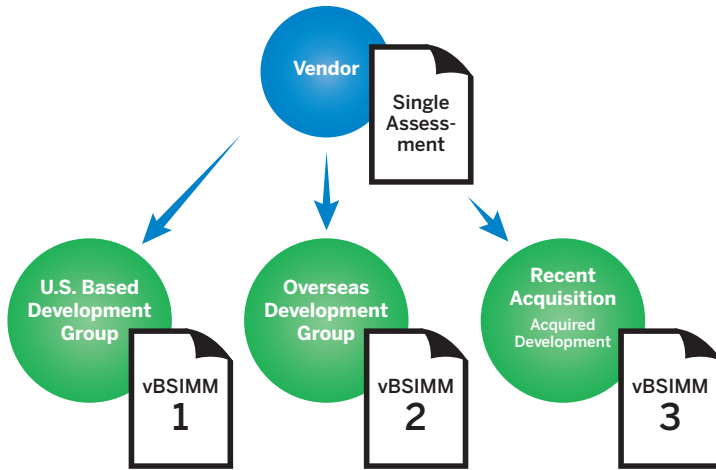 Vendor
Single
Assess-
ment
U.S. Based
Development
Group
vBSIMM
1
Overseas
Development
Group
vBSIMM
2
Recent
Acquisition
Acquired
Development
vBSIMM
3